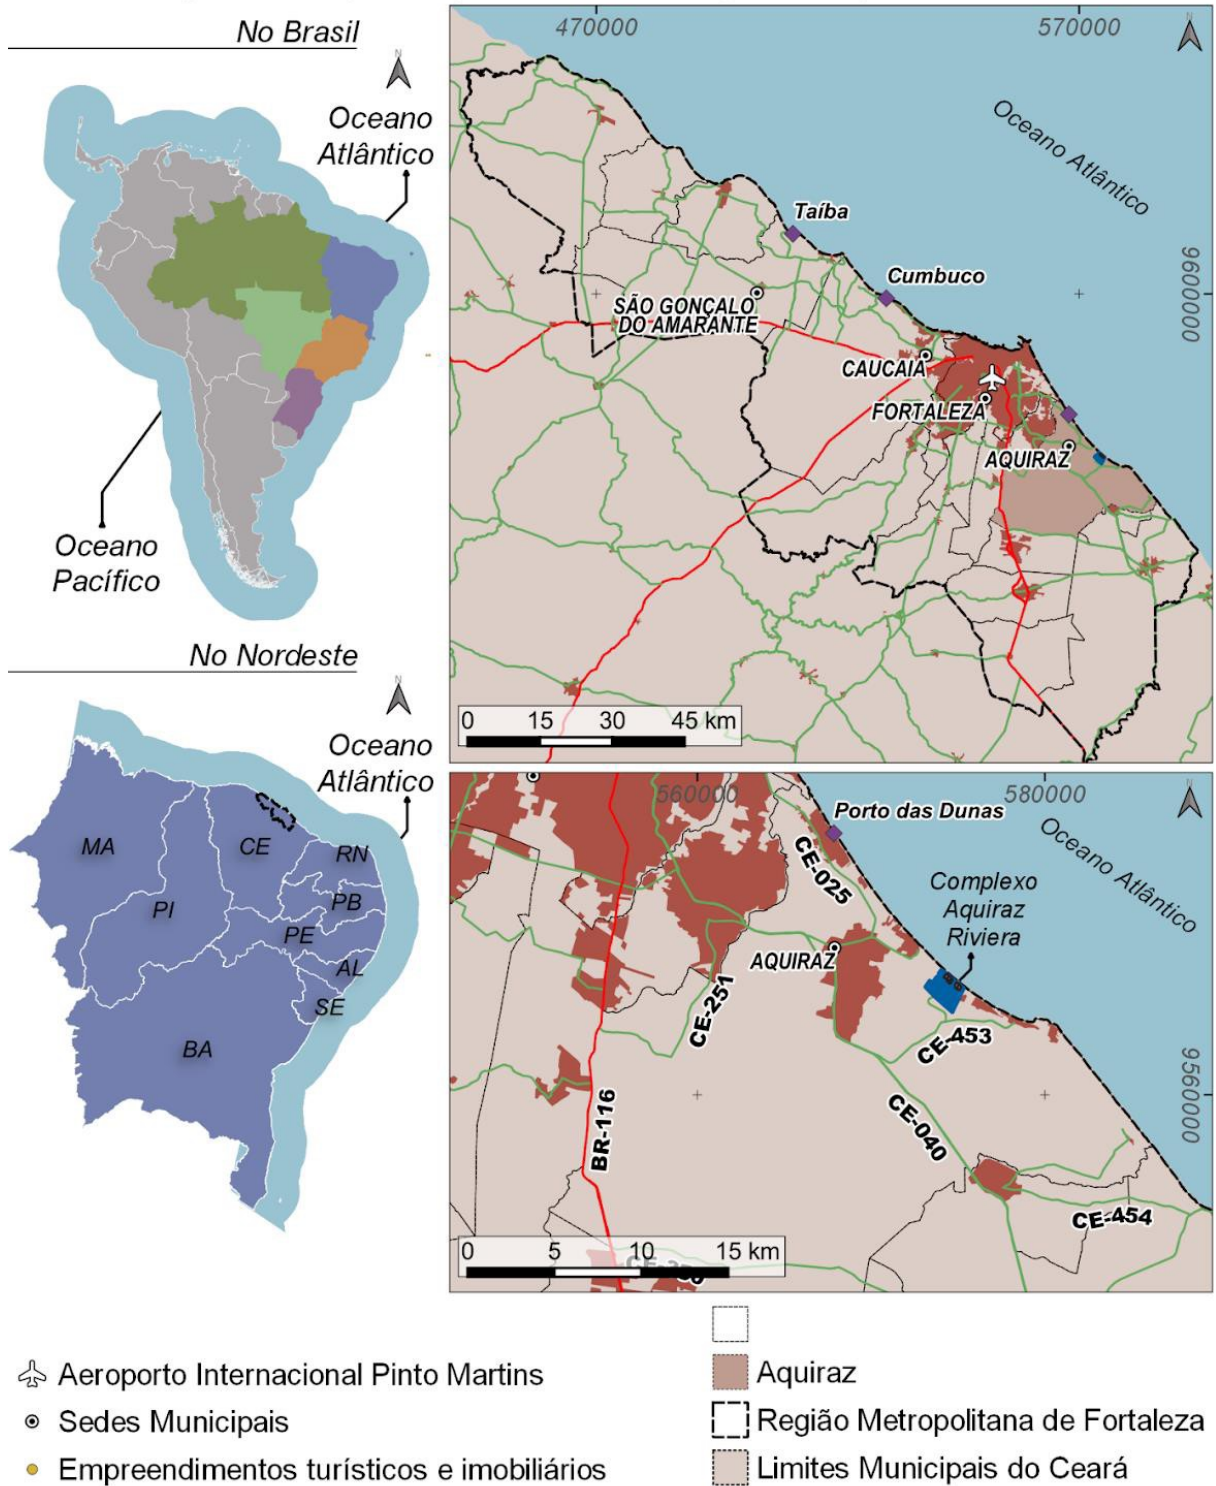 No Brasil
N
Oceano
Atlântico
Oceano
Pacífico
No Nordeste
N
Oceano
Atlântico
MA
PI
CE
RN
PB
PE
AL
SE
BA
470000
570000
N
Oceano Atlântico
9600000
Taíba
Cumbuco
SÃO GONÇALO
DO AMARANTE
CAUCAIA
FORTALEZA
AQUIRAZ
0 15 30 45 km
560000
580000
N
Porto das Dunas
Oceano Atlântico
CE-025
Complexo
Aquiraz
Riviera
AQUIRAZ
CE-251
CE-453
BR-116
CE-040
9560000
CE-454
0 5 10 15 km
Aeroporto Internacional Pinto Martins
Sedes Municipais
Empreendimentos turísticos e imobiliários
Aquiraz
Região Metropolitana de Fortaleza
Limites Municipais do Ceará